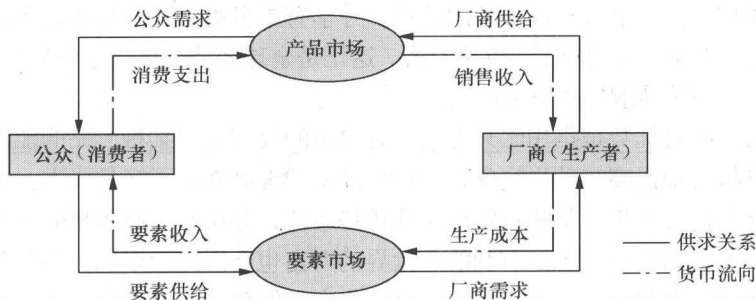 公众需求
厂商供给
产品市场
消费支出
销售收入
公众（消费者）
厂商（生产者）
要素收入
生产成本
要素市场
供求关系
要素供给
厂商需求
货币流向